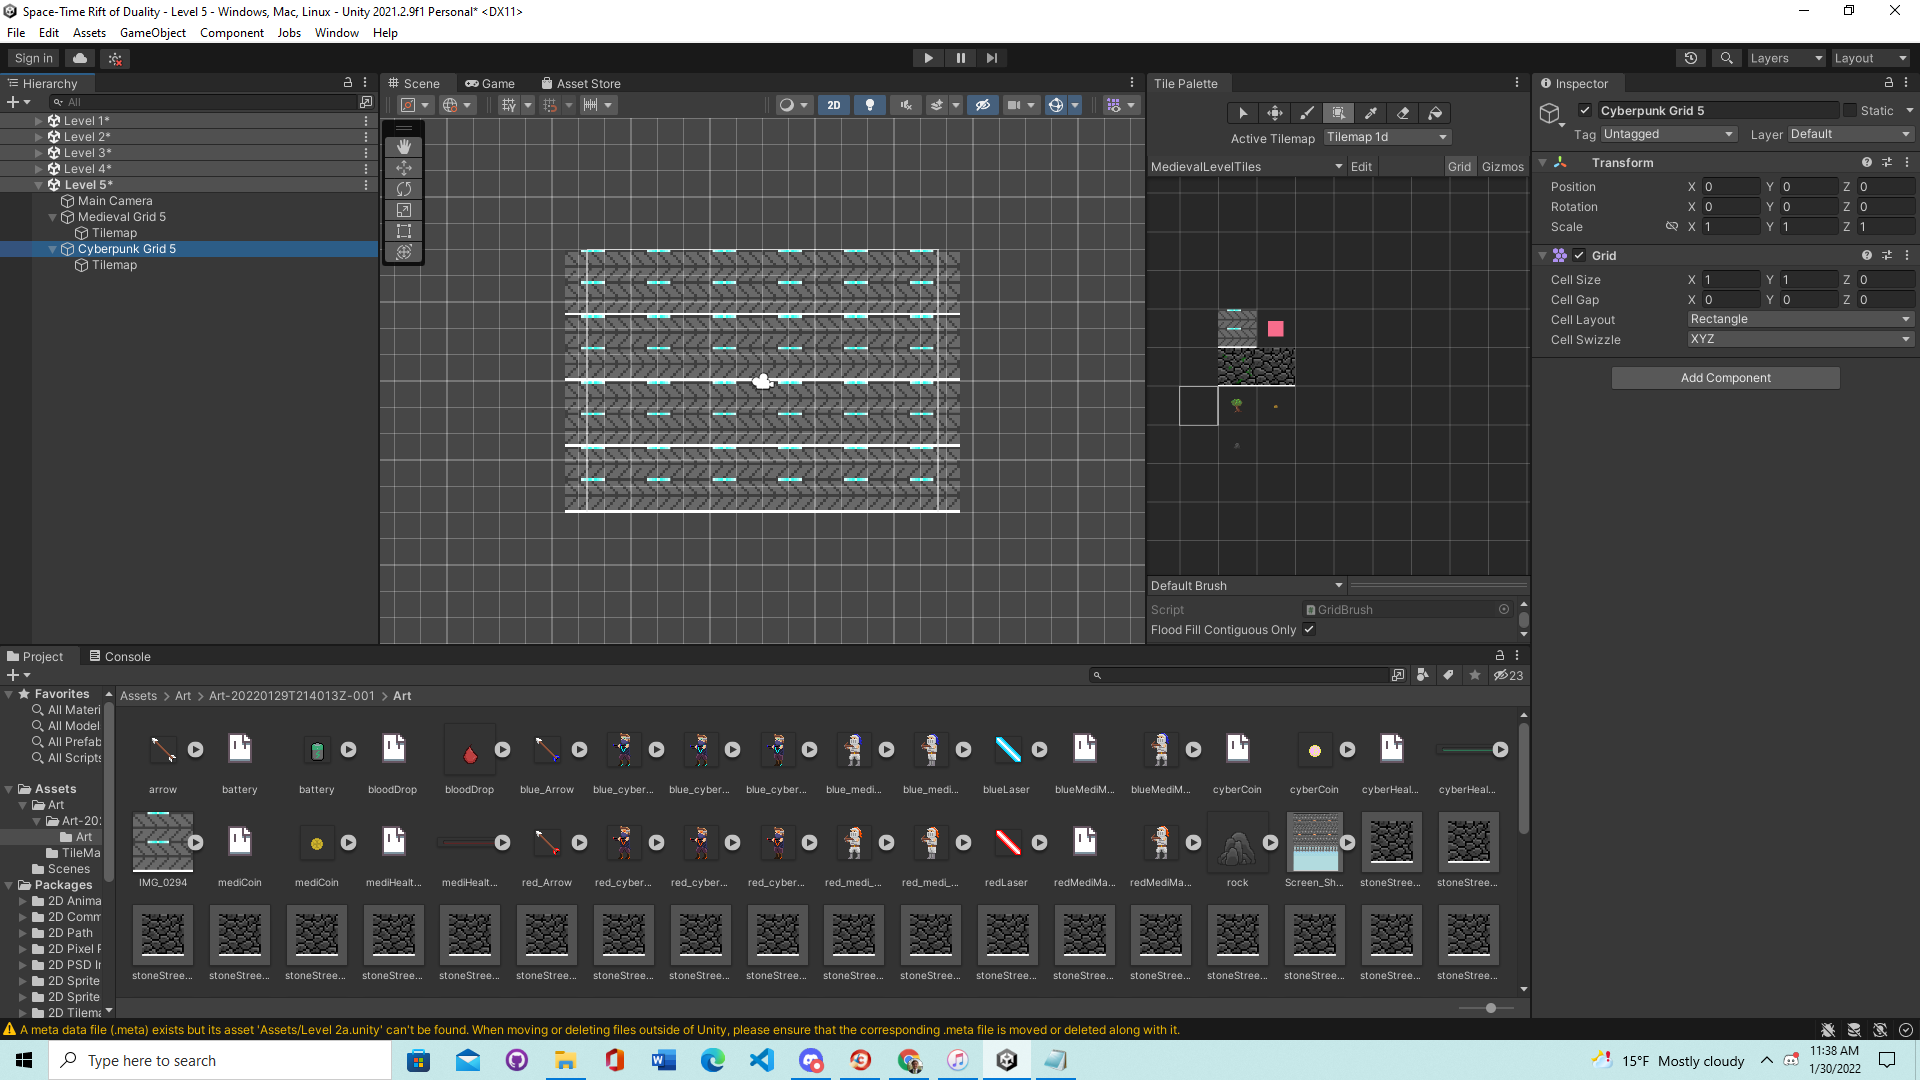 Space-Time Rift of Duality - Level 5 - Windows, Mac, Linux - Unity 2021.2.9f1 Personal* <DX11>
File Edit Assets GameObject Component Jobs Window Help
Sign in
Layers
Layout
Hierarchy
All
Level 1*
Level 2*
Level 3*
Level 4*
Level 5*
Main Camera
Medieval Grid 5
Tilemap
Cyberpunk Grid 5
Tilemap
Scene Game Asset Store
2D
Tile Palette
Active Tilemap Tilemap 1d
MedievalLevelTiles Edit Grid Gizmos
Default Brush
Script GridBrush
Flood Fill Contiguous Only
Inspector
Cyberpunk Grid 5 Static
Tag Untagged Layer Default
Transform
Position X 0 Y 0 Z 0
Rotation X 0 Y 0 Z 0
Scale X 1 Y 1 Z 1
Grid
Cell Size X 1 Y 1 Z 0
Cell Gap X 0 Y 0 Z 0
Cell Layout Rectangle
Cell Swizzle XYZ
Add Component
Project Console
23
Favorites
All Materi
All Model
All Prefab
All Scripts
Assets
Art
Art-20
Art
TileMa
Scenes
Packages
2D Anima
2D Comm
2D Path
2D Pixel P
2D PSD Ir
2D Sprite
2D Sprite
2D Tilema
Assets > Art > Art-20220129T214013Z-001 > Art
arrow battery battery bloodDrop bloodDrop blue_Arrow blue_cyber... blue_cyber... blue_cyber... blue_medi... blue_medi... blueLaser blueMediM... blueMediM... cyberCoin cyberCoin cyberHeal... cyberHeal...
IMG_0294 mediCoin mediCoin mediHealt... mediHealt... red_Arrow red_cyber... red_cyber... red_cyber... red_medi_... red_medi_... redLaser redMediMa... redMediMa... rock Screen_Sh... stoneStree... stoneStree...
stoneStree... stoneStree... stoneStree... stoneStree... stoneStree... stoneStree... stoneStree... stoneStree... stoneStree... stoneStree... stoneStree... stoneStree... stoneStree... stoneStree... stoneStree... stoneStree... stoneStree... stoneStree...
A meta data file (.meta) exists but its asset 'Assets/Level 2a.unity' can't be found. When moving or deleting files outside of Unity, please ensure that the corresponding .meta file is moved or deleted along with it.
Type here to search
15°F Mostly cloudy
11:38 AM
1/30/2022